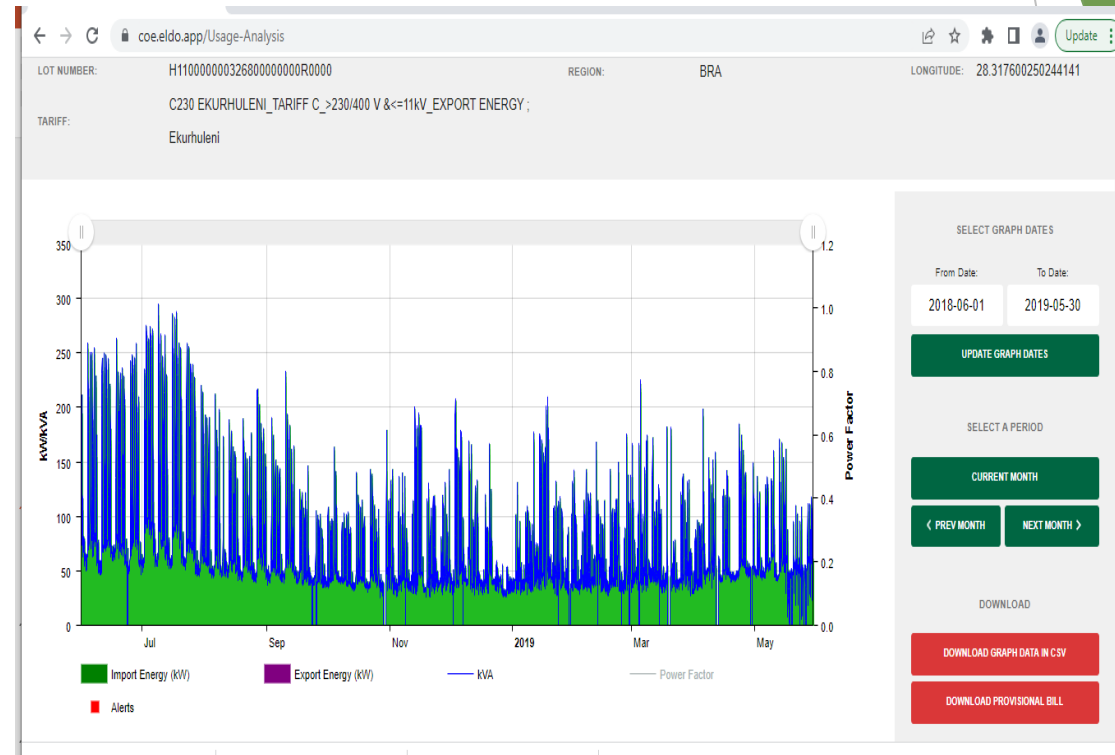 coe.eldo.app/Usage-Analysis
Update
LOT NUMBER: H110000000326800000000R0000 REGION: BRA LONGITUDE: 28.317600250244141
C230 EKURHULENI_TARIFF C_>230/400 V &<=11kV_EXPORT ENERGY ;
TARIFF:
Ekurhuleni
350
300
250
200
150
100
50
0
kW/kVA
1.2
1.0
0.8
0.6
0.4
0.2
0.0
Power Factor
Jul Sep Nov 2019 Mar May
Import Energy (kW) Export Energy (kW) kVA Power Factor
Alerts
SELECT GRAPH DATES
From Date: To Date:
2018-06-01 2019-05-30
UPDATE GRAPH DATES
SELECT A PERIOD
CURRENT MONTH
< PREV MONTH NEXT MONTH >
DOWNLOAD
DOWNLOAD GRAPH DATA IN CSV
DOWNLOAD PROVISIONAL BILL